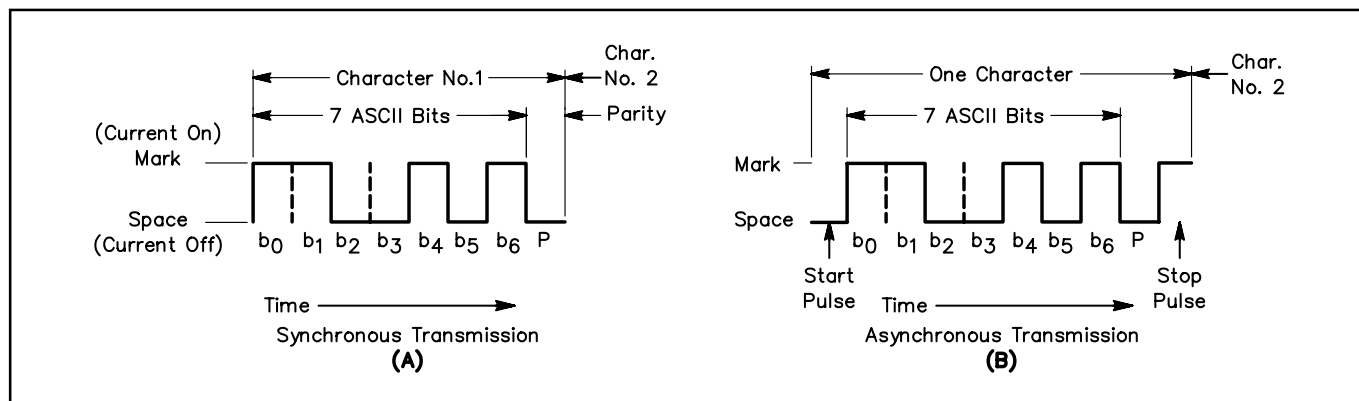 Character No.1
Char.
No. 2
7 ASCII Bits
Parity
(Current On)
Mark
Space
(Current Off)
b0 b1 b2 b3 b4 b5 b6 P
Time
Synchronous Transmission
(A)
One Character
Char.
No. 2
7 ASCII Bits
Mark
Space
b0 b1 b2 b3 b4 b5 b6 P
Start
Pulse
Stop
Pulse
Time
Asynchronous Transmission
(B)